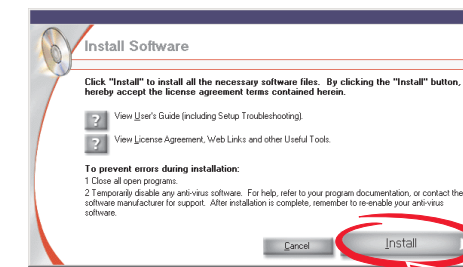 Install Software
Click "Install" to install all the necessary software files. By clicking the "Install" button,
hereby accept the license agreement terms contained herein.
? View User's Guide (including Setup Troubleshooting).
? View License Agreement, Web Links and other Useful Tools.
To prevent errors during installation:
1 Close all open programs.
2 Temporarily disable any anti-virus software. For help, refer to your program documentation, or contact the
software manufacturer for support. After installation is complete, remember to re-enable your anti-virus
software.
Cancel Install